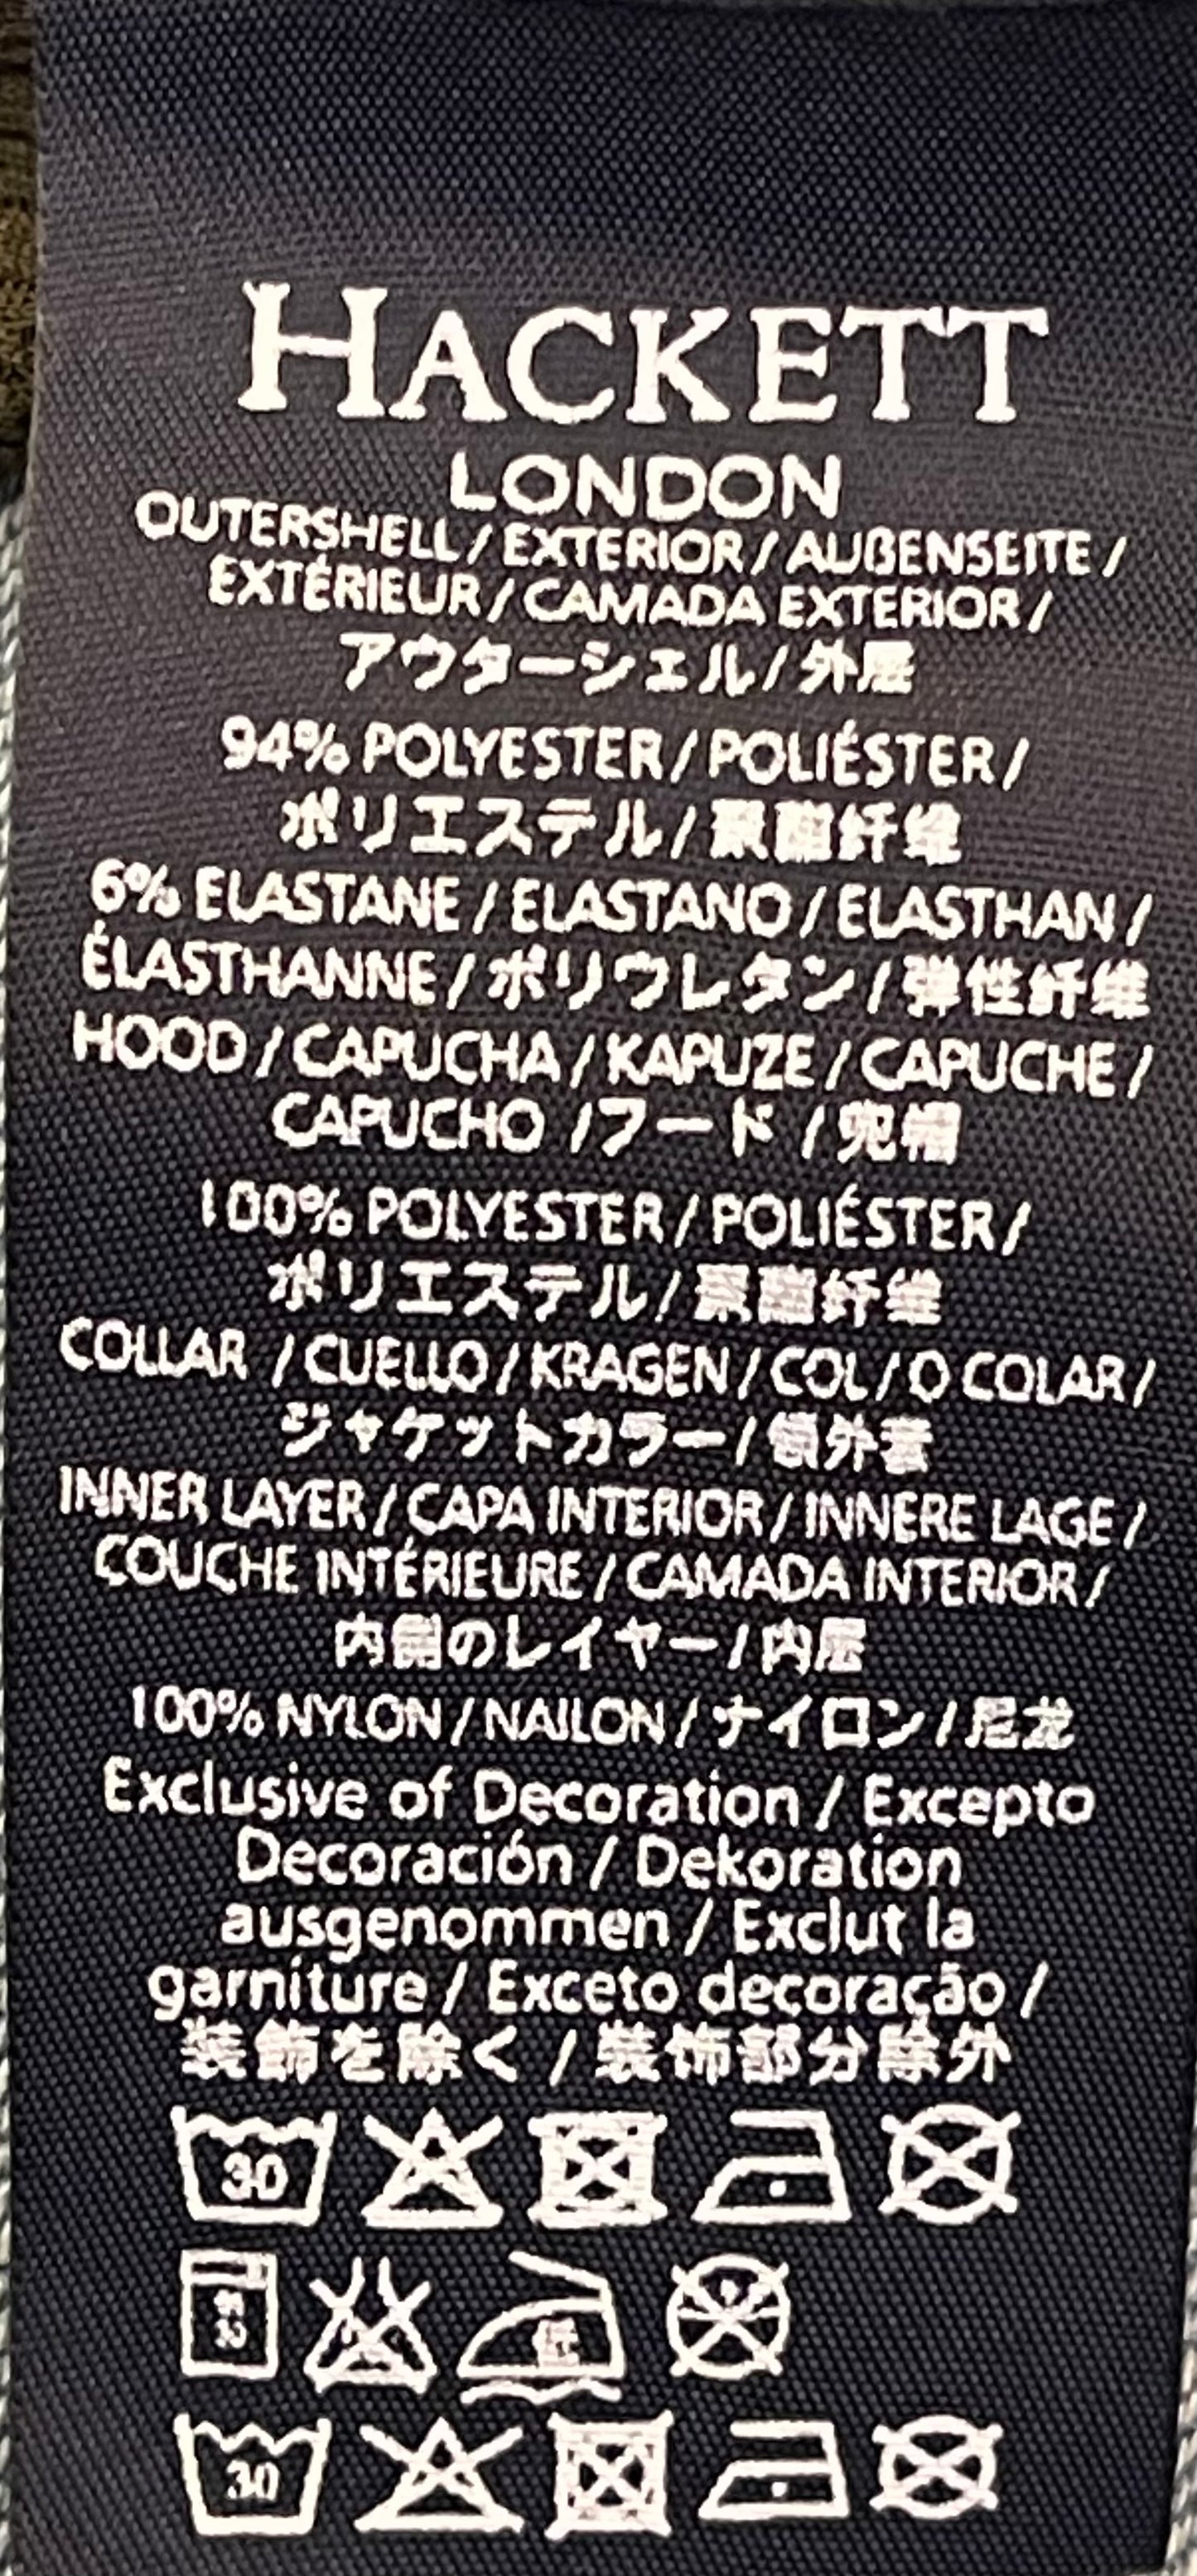 HACKETT
LONDON
OUTERSHELL / EXTERIOR / AUßENSEITE /
EXTÉRIEUR / CAMADA EXTERIOR /
アウターシェル / 外层
94% POLYESTER / POLIÉSTER /
ポリエステル / 聚酯纤维
6% ELASTANE / ELASTANO / ELASTHAN /
ÉLASTHANNE / ポリウレタン / 弹性纤维
HOOD / CAPUCHA / KAPUZE / CAPUCHE /
CAPUCHO / フード / 兜帽
100% POLYESTER / POLIÉSTER /
ポリエステル / 聚酯纤维
COLLAR / CUELLO / KRAGEN / COL / O COLAR /
ジャケットカラー / 领外套
INNER LAYER / CAPA INTERIOR / INNERE LAGE /
COUCHE INTÉRIEURE / CAMADA INTERIOR /
内側のレイヤー / 内层
100% NYLON / NAILON / ナイロン / 尼龙
Exclusive of Decoration / Excepto
Decoración / Dekoration
ausgenommen / Exclut la
garniture / Exceto decoração /
装飾を除く / 装饰部分除外
30
低
30